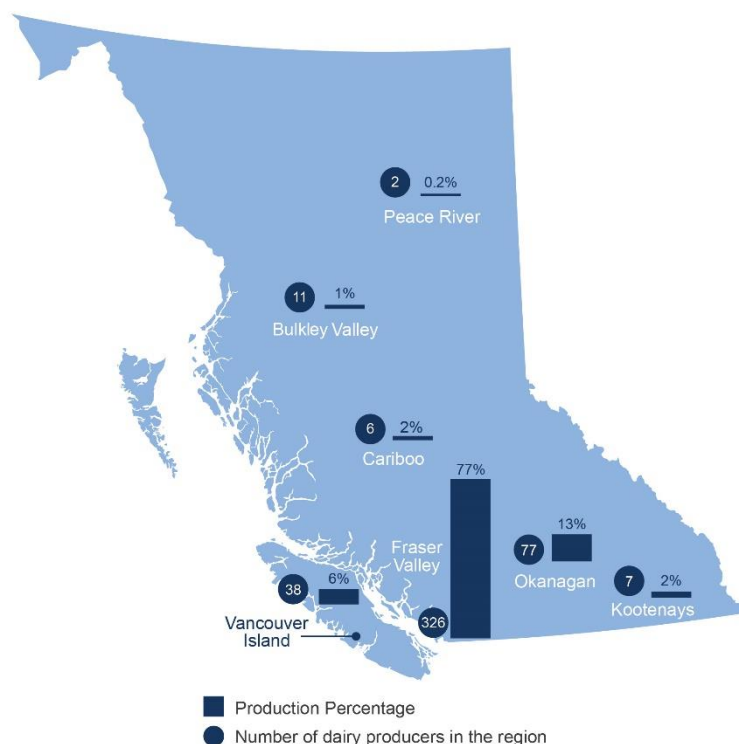 2
0.2%
Peace River
11
1%
Bulkley Valley
6
2%
Cariboo
77%
Fraser
Valley
326
13%
77
Okanagan
7
2%
Kootenays
38
6%
Vancouver
Island
Production Percentage
Number of dairy producers in the region